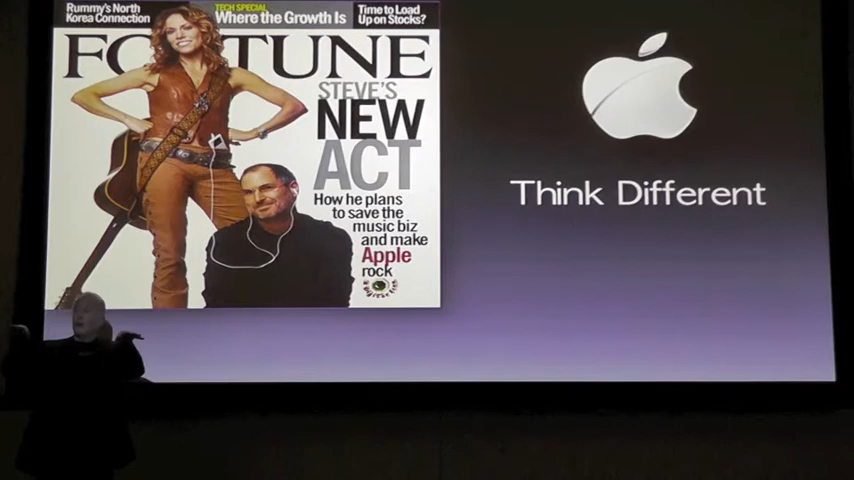 Rummy's North
Korea Connection
TECH SPECIAL
Where the Growth Is
Time to Load
Up on Stocks?
FORTUNE
STEVE'S
NEW
ACT
How he plans
to save the
music biz
and make
Apple
rock
Think Different